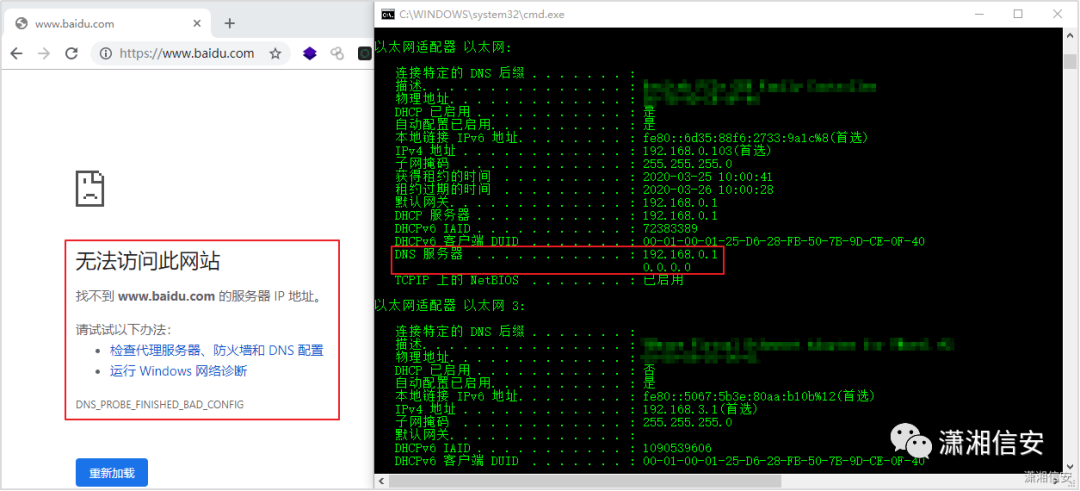 www.baidu.com
https://www.baidu.com
无法访问此网站
找不到 www.baidu.com 的服务器 IP 地址。
请试试以下办法：
• 检查代理服务器、防火墙和 DNS 配置
• 运行 Windows 网络诊断
DNS_PROBE_FINISHED_BAD_CONFIG
重新加载
C:\WINDOWS\system32\cmd.exe
以太网适配器 以太网:
连接特定的 DNS 后缀 . . . . . . . :
描述. . . . . . . . . . . . . . . :
物理地址. . . . . . . . . . . . . :
DHCP 已启用 . . . . . . . . . . . : 是
自动配置已启用. . . . . . . . . . : 是
本地链接 IPv6 地址. . . . . . . . : fe80::6d35:88f6:2733:9a1c%8(首选)
IPv4 地址 . . . . . . . . . . . . : 192.168.0.103(首选)
子网掩码 . . . . . . . . . . . . : 255.255.255.0
获得租约的时间 . . . . . . . . . : 2020-03-25 10:00:41
租约过期的时间 . . . . . . . . . : 2020-03-26 10:00:28
默认网关. . . . . . . . . . . . . : 192.168.0.1
DHCP 服务器 . . . . . . . . . . . : 192.168.0.1
DHCPv6 IAID . . . . . . . . . . . : 72383389
DHCPv6 客户端 DUID . . . . . . . : 00-01-00-01-25-D6-28-FB-50-7B-9D-CE-0F-40
DNS 服务器 . . . . . . . . . . . : 192.168.0.1
0.0.0.0
TCPIP 上的 NetBIOS . . . . . . . : 已启用
以太网适配器 以太网 3:
连接特定的 DNS 后缀 . . . . . . . :
描述. . . . . . . . . . . . . . . :
物理地址. . . . . . . . . . . . . :
DHCP 已启用 . . . . . . . . . . . : 否
自动配置已启用. . . . . . . . . . : 是
本地链接 IPv6 地址. . . . . . . . : fe80::5067:5b3e:80aa:b10b%12(首选)
IPv4 地址 . . . . . . . . . . . . : 192.168.3.1(首选)
子网掩码 . . . . . . . . . . . . : 255.255.255.0
默认网关. . . . . . . . . . . . . :
DHCPv6 IAID . . . . . . . . . . . : 1090539606
DHCPv6 客户端 DUID . . . . . . . : 00-01-00-01-25-D6-28-FB-50-7B-9D-CE-0F-40
潇湘信安
潇湘信安